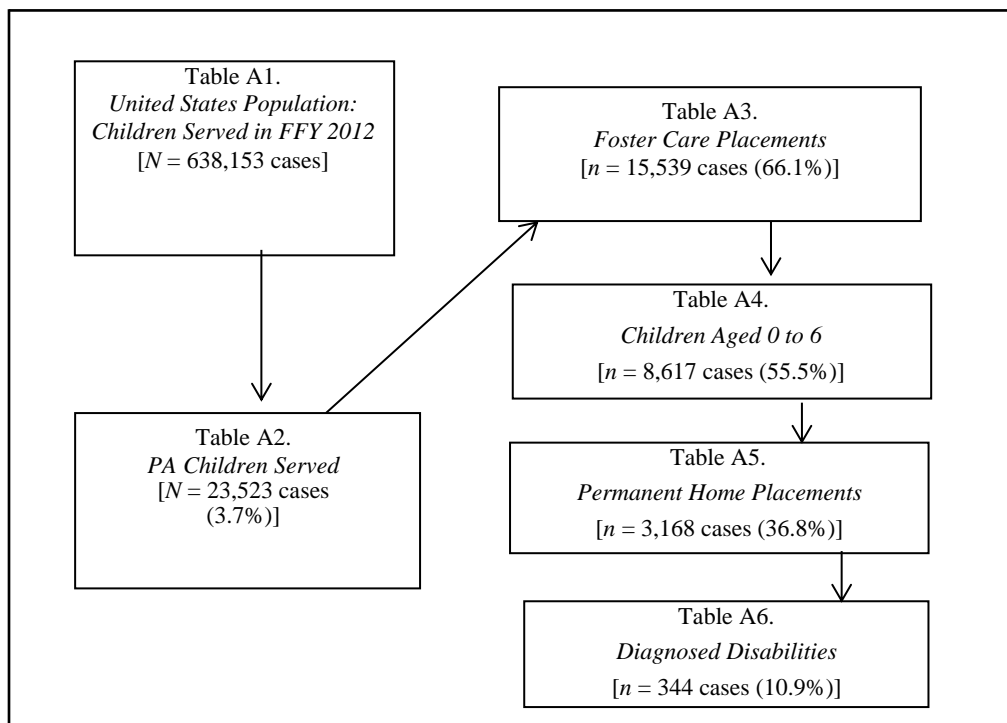 Table A1.
United States Population:
Children Served in FFY 2012
[N = 638,153 cases]
Table A2.
PA Children Served
[N = 23,523 cases
(3.7%)]
Table A3.
Foster Care Placements
[n = 15,539 cases (66.1%)]
Table A4.
Children Aged 0 to 6
[n = 8,617 cases (55.5%)]
Table A5.
Permanent Home Placements
[n = 3,168 cases (36.8%)]
Table A6.
Diagnosed Disabilities
[n = 344 cases (10.9%)]